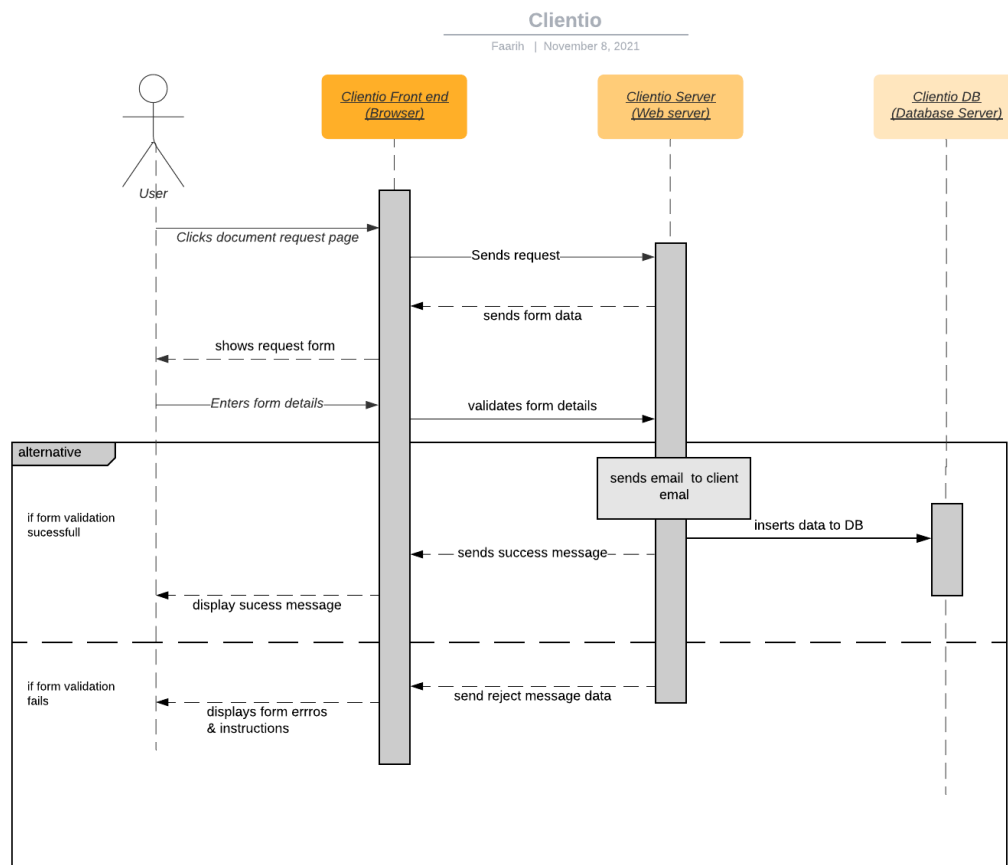 Clientio
Faarih | November 8, 2021
Clientio Front end
(Browser)
Clientio Server
(Web server)
Clientio DB
(Database Server)
User
Clicks document request page
Sends request
sends form data
shows request form
Enters form details
validates form details
alternative
sends email to client
emal
if form validation
sucessfull
inserts data to DB
sends success message
display sucess message
if form validation
fails
send reject message data
displays form errros
& instructions